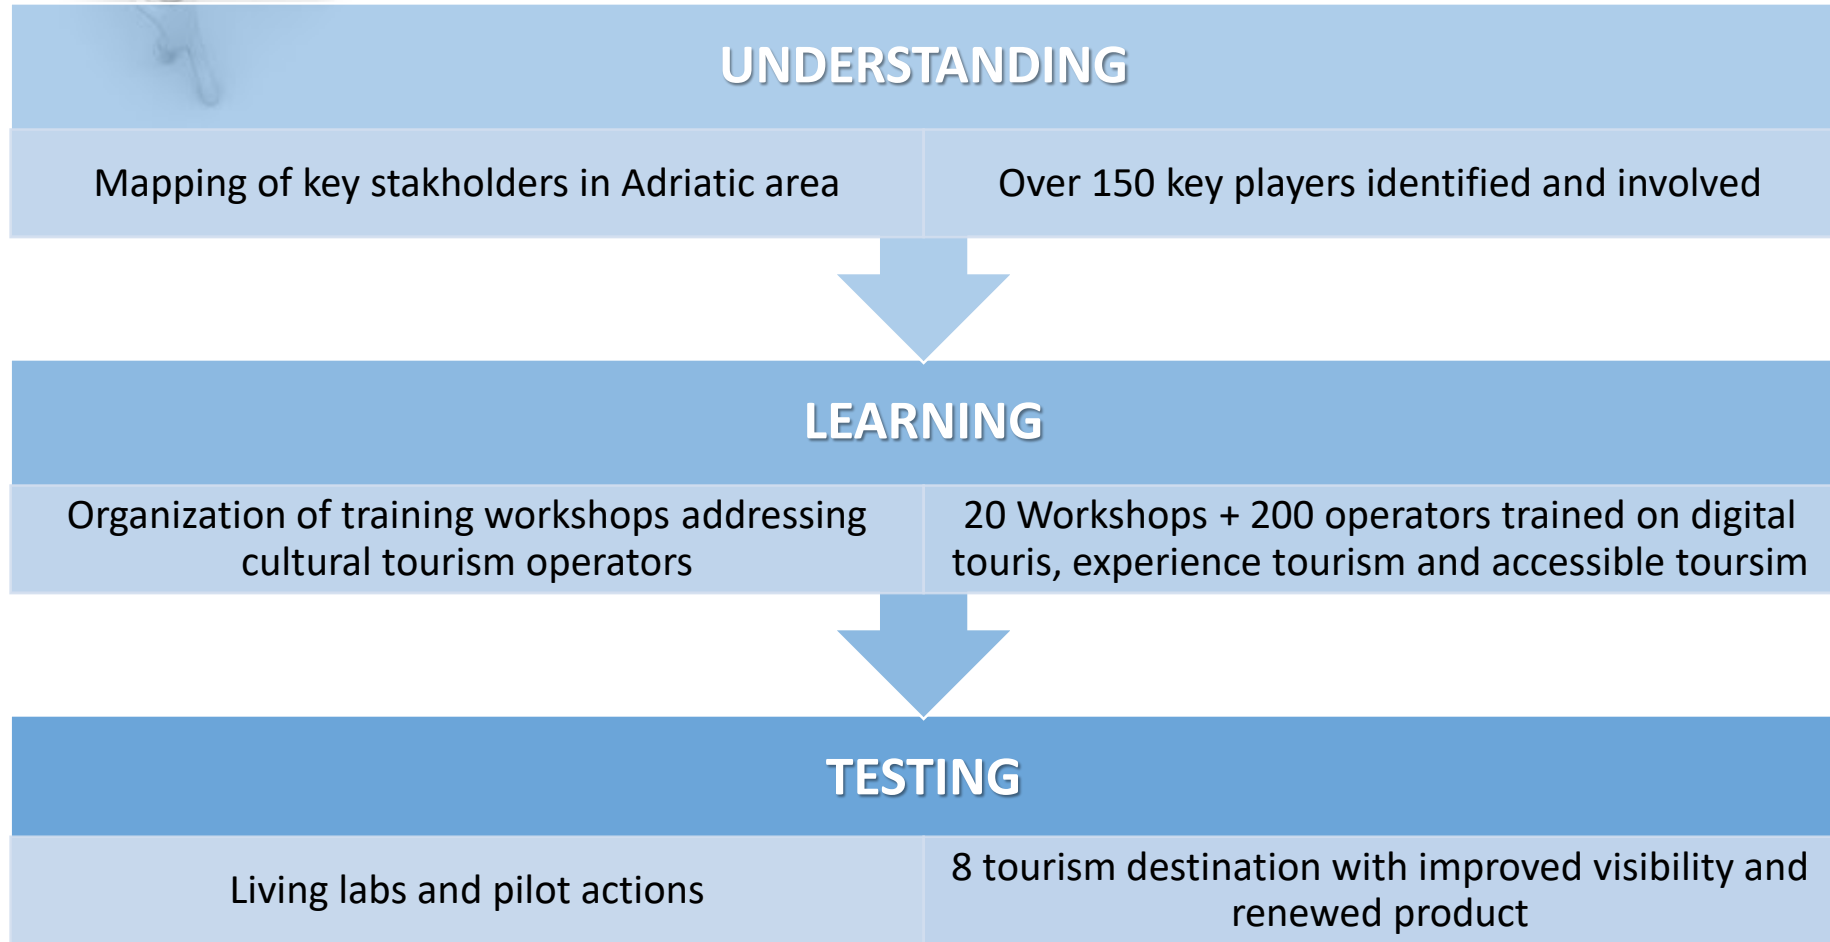 UNDERSTANDING
Mapping of key stakholders in Adriatic area
Over 150 key players identified and involved
LEARNING
Organization of training workshops addressing
cultural tourism operators
20 Workshops + 200 operators trained on digital
touris, experience tourism and accessible toursim
TESTING
Living labs and pilot actions
8 tourism destination with improved visibility and
renewed product